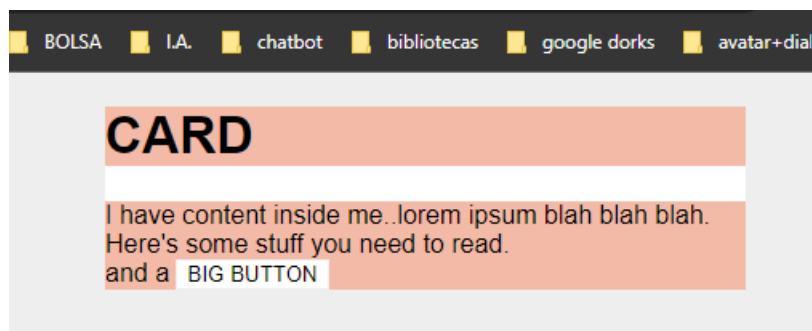 BOLSA I.A. chatbot bibliotecas google dorks avatar+dial
CARD
I have content inside me..lorem ipsum blah blah blah.
Here's some stuff you need to read.
and a BIG BUTTON